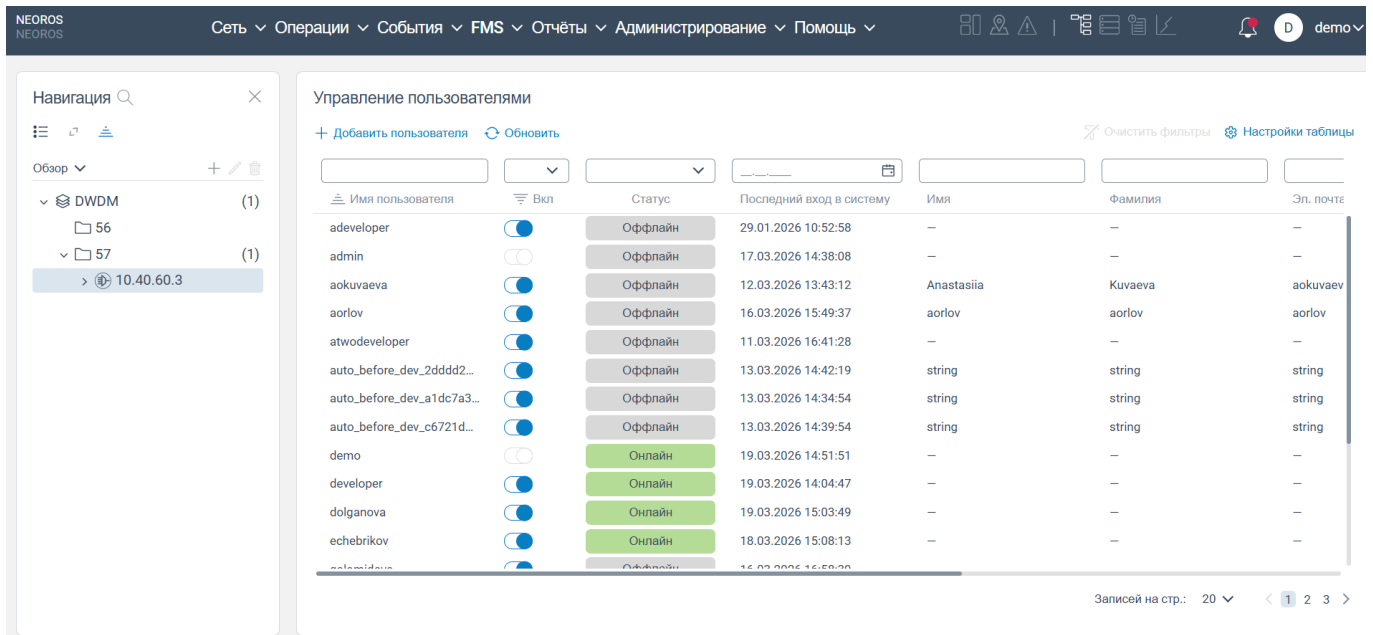 NEOROS
NEOROS
Сеть Операции События FMS Отчёты Администрирование Помощь
D demo
Навигация
Обзор
DWDM (1)
56
57 (1)
10.40.60.3
Управление пользователями
Добавить пользователя Обновить
Очистить фильтры Настройки таблицы
__.__.____
Имя пользователя Вкл Статус Последний вход в систему Имя Фамилия Эл. почта
adeveloper Оффлайн 29.01.2026 10:52:58 — — —
admin Оффлайн 17.03.2026 14:38:08 — — —
aokuvaeva Оффлайн 12.03.2026 13:43:12 Anastasiia Kuvaeva aokuvaev
aorlov Оффлайн 16.03.2026 15:49:37 aorlov aorlov aorlov
atwodeveloper Оффлайн 11.03.2026 16:41:28 — — —
auto_before_dev_2dddd2... Оффлайн 13.03.2026 14:42:19 string string string
auto_before_dev_a1dc7a3... Оффлайн 13.03.2026 14:34:54 string string string
auto_before_dev_c6721d... Оффлайн 13.03.2026 14:39:54 string string string
demo Онлайн 19.03.2026 14:51:51 — — —
developer Онлайн 19.03.2026 14:04:47 — — —
dolganova Онлайн 19.03.2026 15:03:49 — — —
echebrikov Онлайн 18.03.2026 15:08:13 — — —
Оффлайн
Записей на стр.: 20 1 2 3